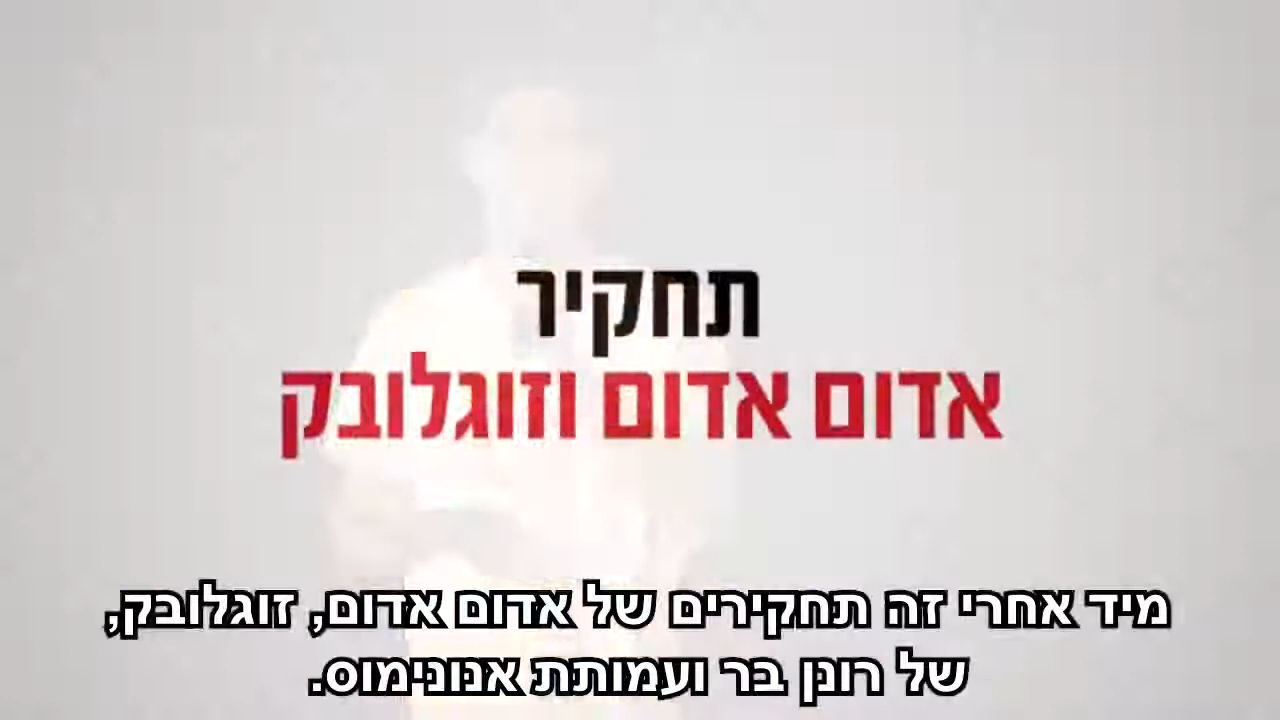 תחקיר
אדום אדום וזוגלובק
מיד אחרי זה תחקירים של אדום אדום, זוגלובק,
של רונן בר ועמותת אנונימוס.